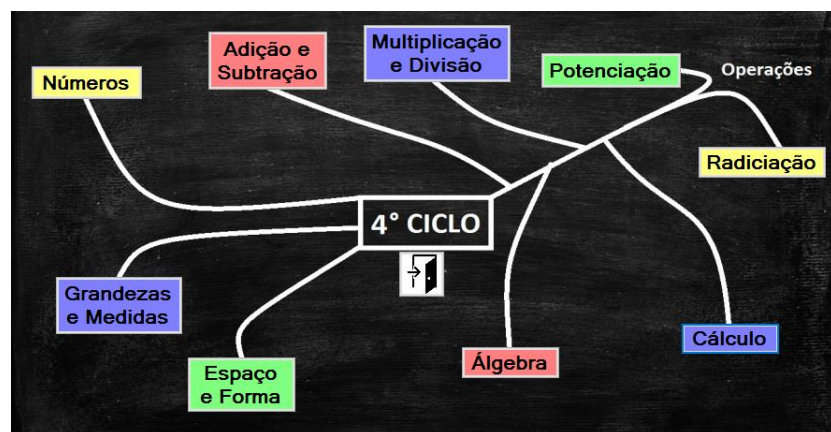 Números
Adição e
Subtração
Multiplicação
e Divisão
Potenciação
Operações
Radiciação
4° CICLO
Grandezas
e Medidas
Espaço
e Forma
Álgebra
Cálculo